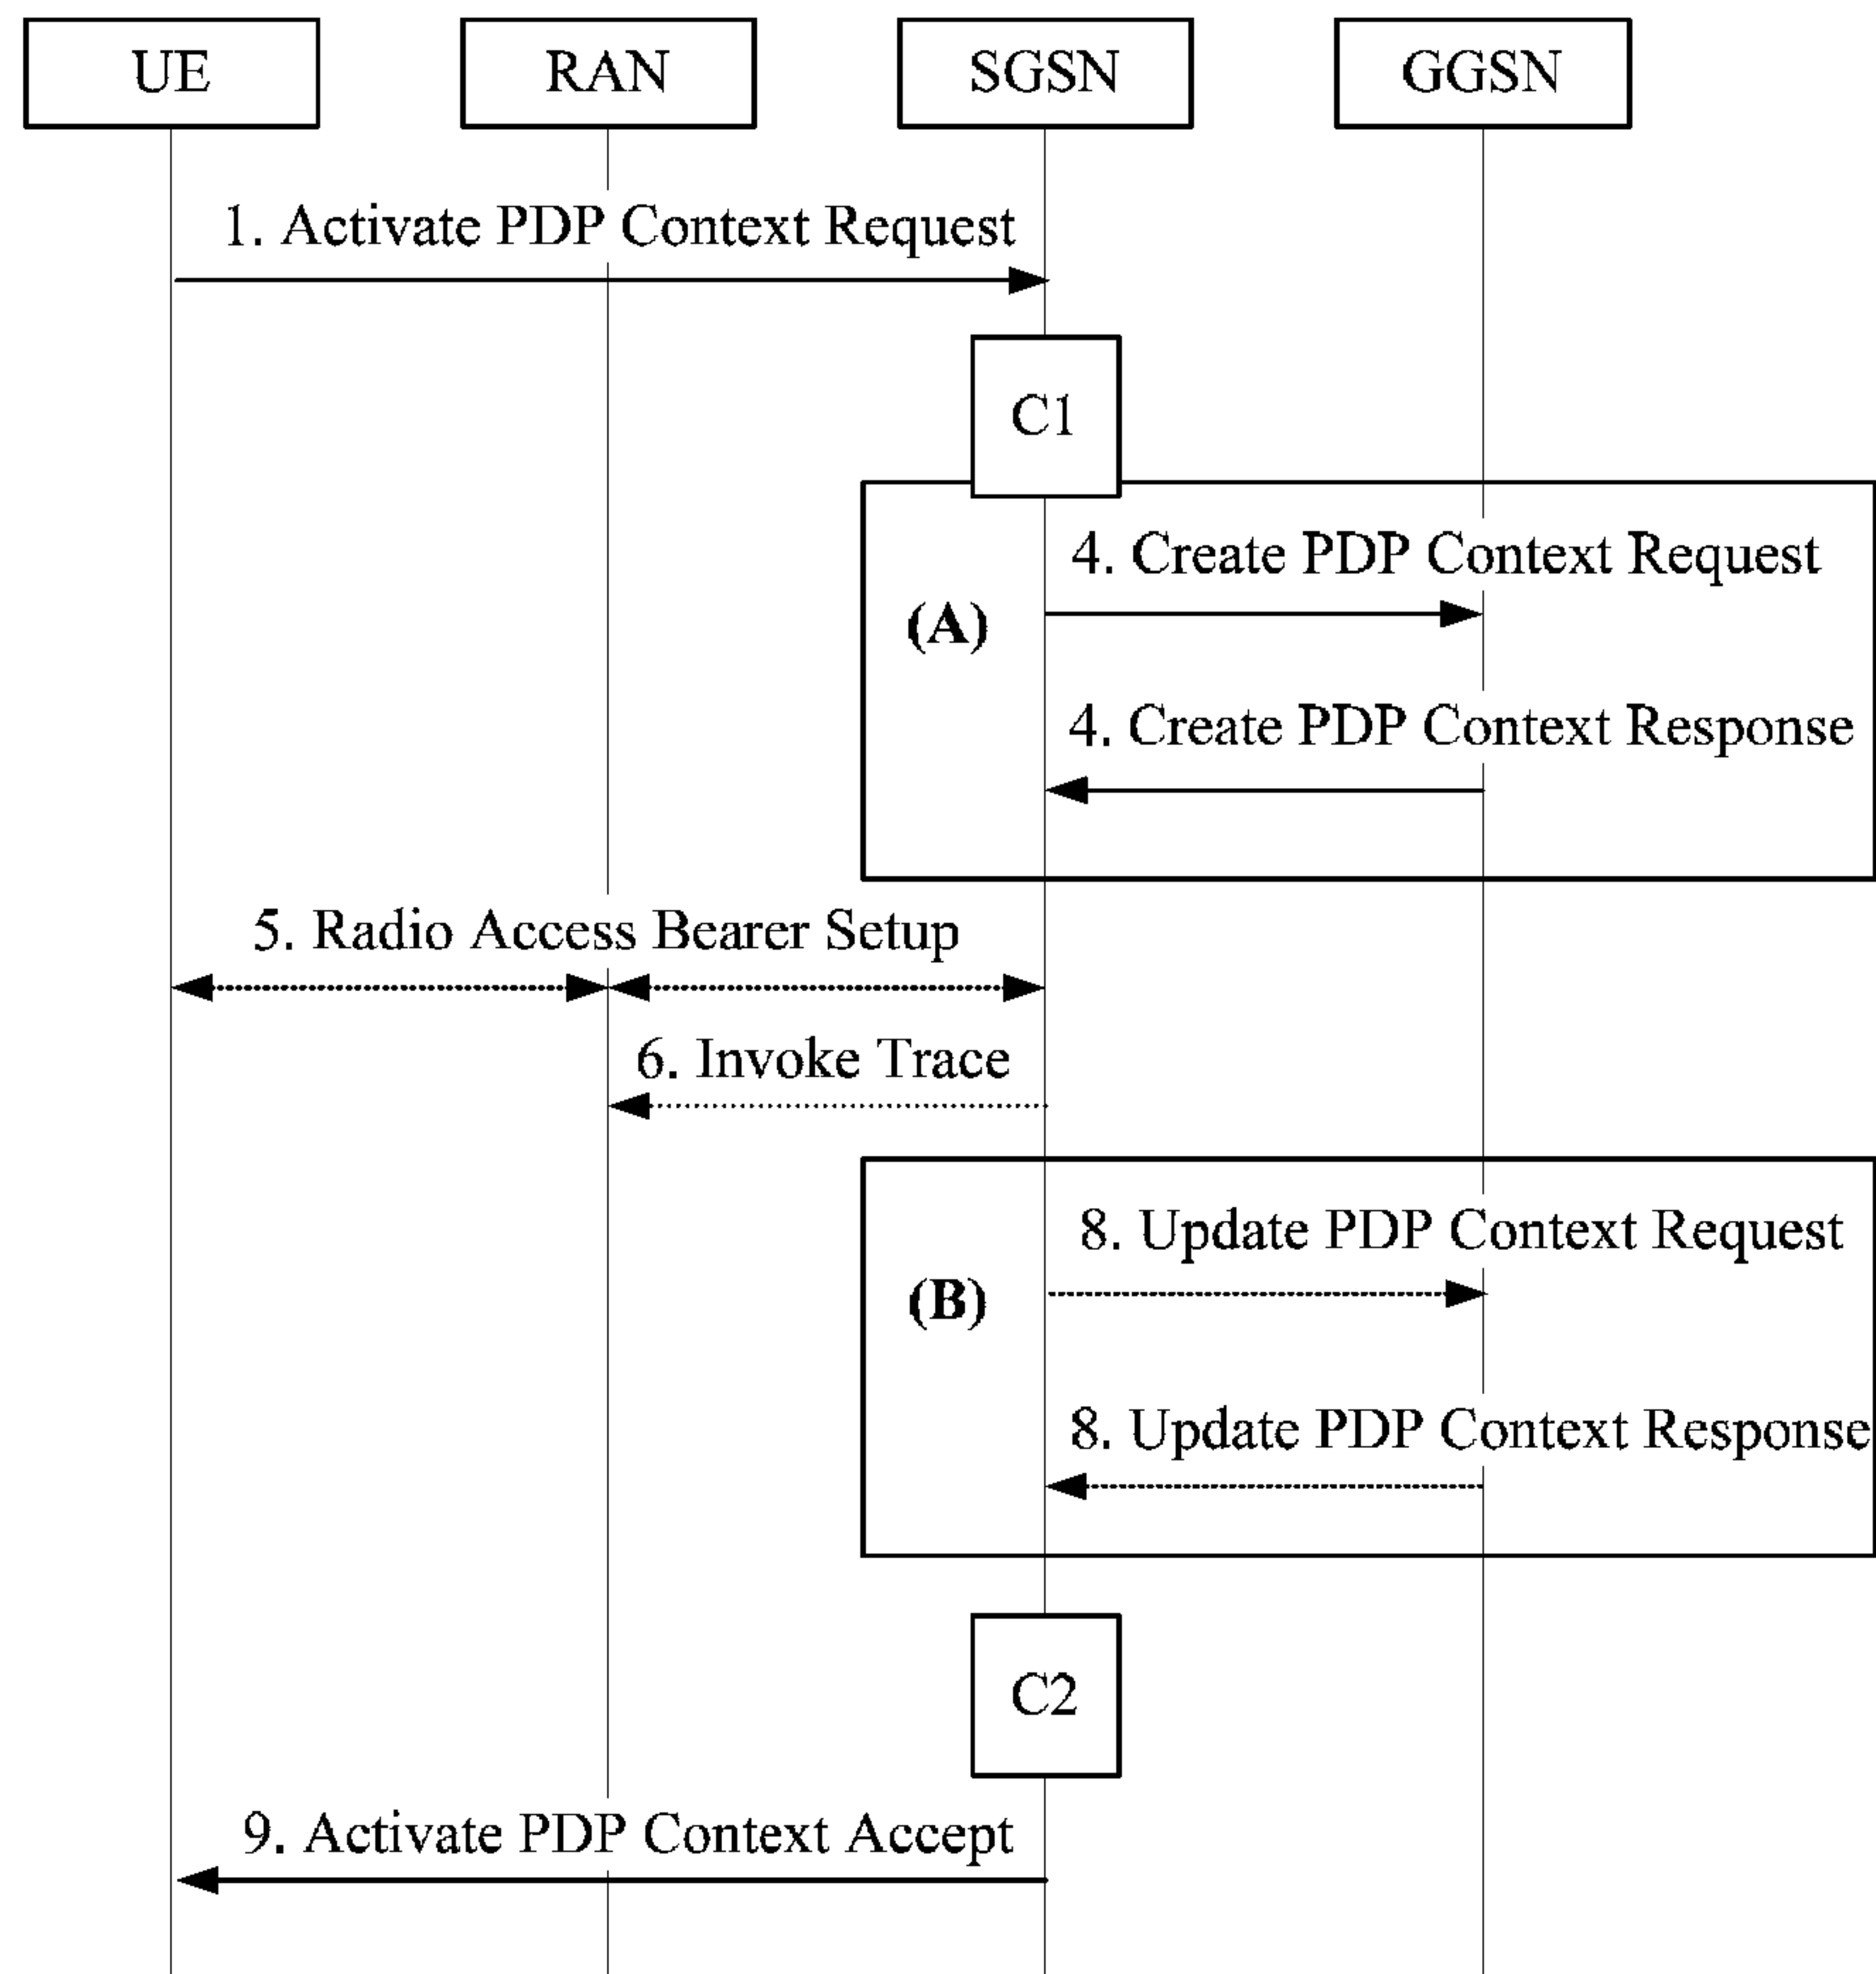 UE
RAN
SGSN
GGSN
1. Activate PDP Context Request
C1
4. Create PDP Context Request
(A)
4. Create PDP Context Response
5. Radio Access Bearer Setup
6. Invoke Trace
8. Update PDP Context Request
(B)
8. Update PDP Context Response
C2
9. Activate PDP Context Accept